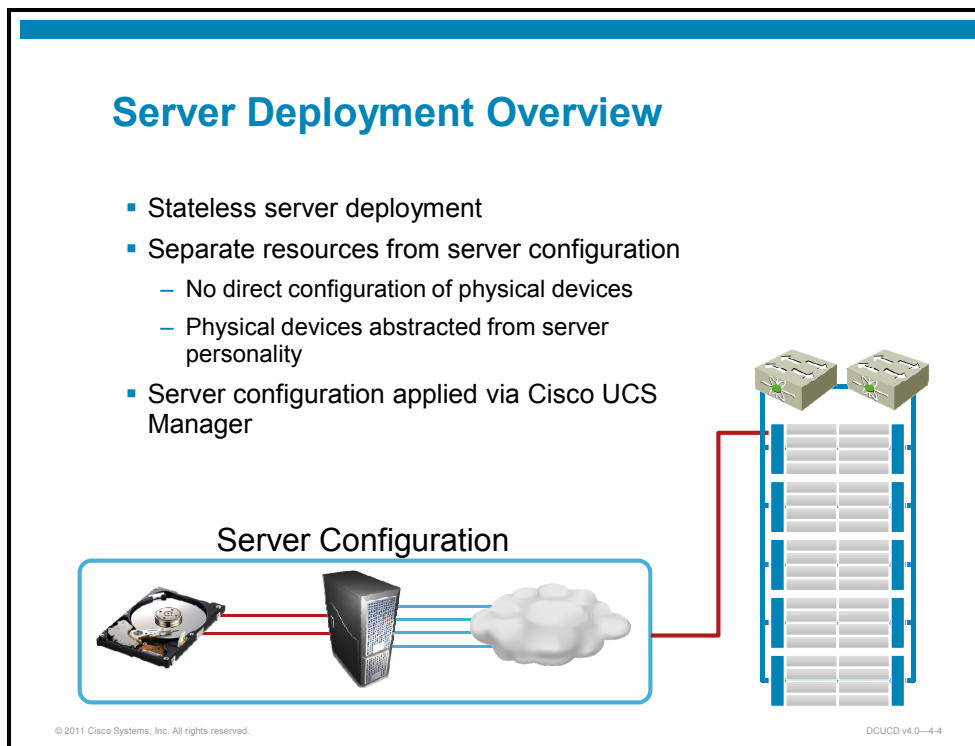 Server Deployment Overview
▪ Stateless server deployment
▪ Separate resources from server configuration
– No direct configuration of physical devices
– Physical devices abstracted from server
personality
▪ Server configuration applied via Cisco UCS
Manager
Server Configuration
© 2011 Cisco Systems, Inc. All rights reserved.
DCUCD v4.0—4-4